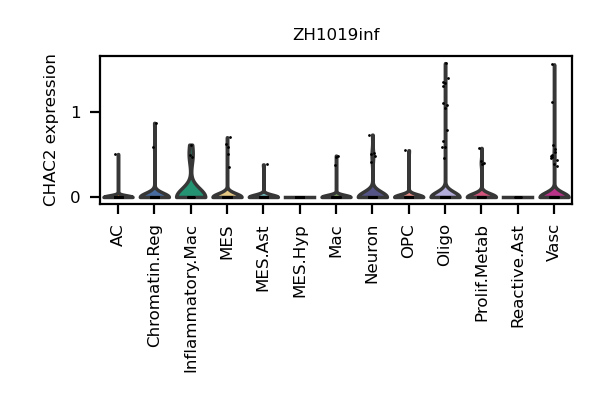 ZH1019inf
CHAC2 expression
1
0
AC
Chromatin.Reg
Inflammatory.Mac
MES
MES.Ast
MES.Hyp
Mac
Neuron
OPC
Oligo
Prolif.Metab
Reactive.Ast
Vasc